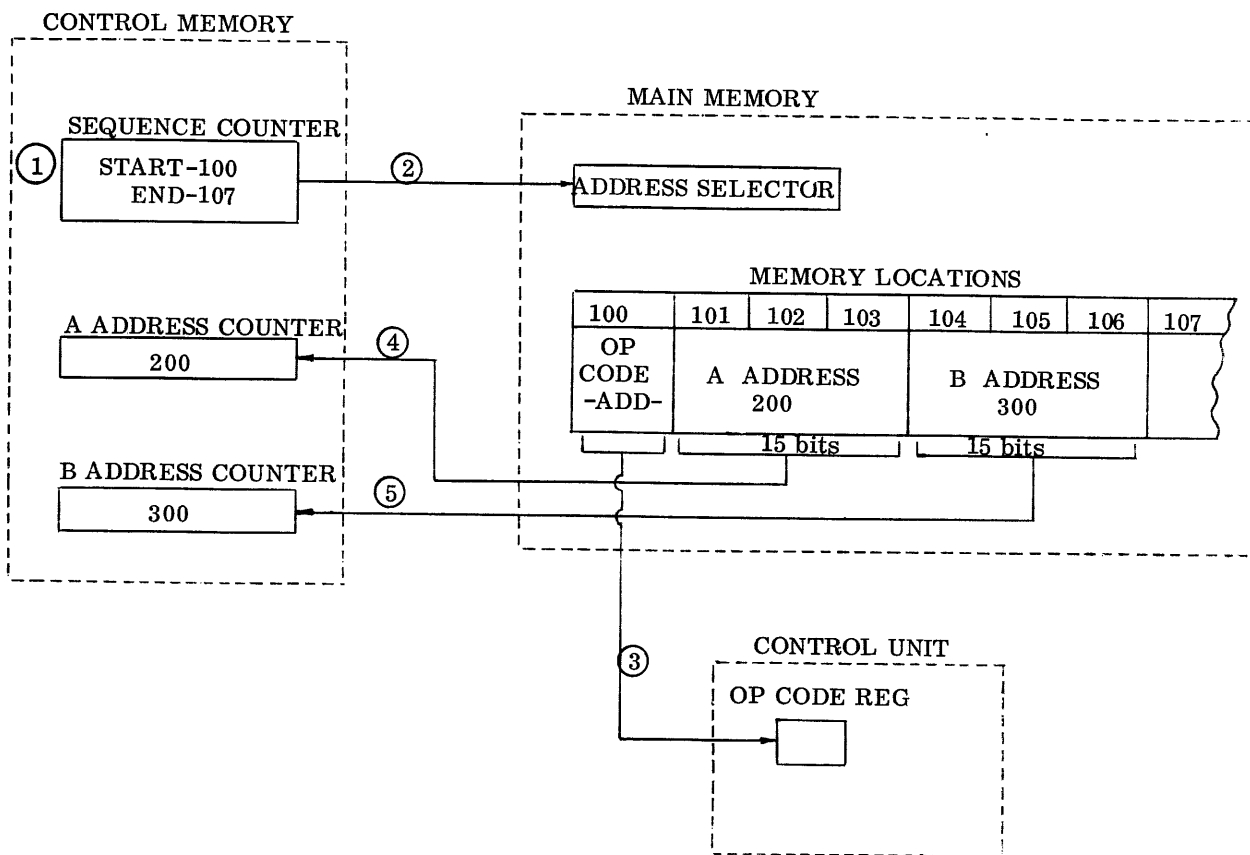 CONTROL MEMORY
SEQUENCE COUNTER
1
START-100
END-107
2
MAIN MEMORY
ADDRESS SELECTOR
MEMORY LOCATIONS
100 101 102 103 104 105 106 107
OP
CODE
-ADD-
A ADDRESS
200
B ADDRESS
300
15 bits
15 bits
A ADDRESS COUNTER
200
4
B ADDRESS COUNTER
300
5
3
CONTROL UNIT
OP CODE REG